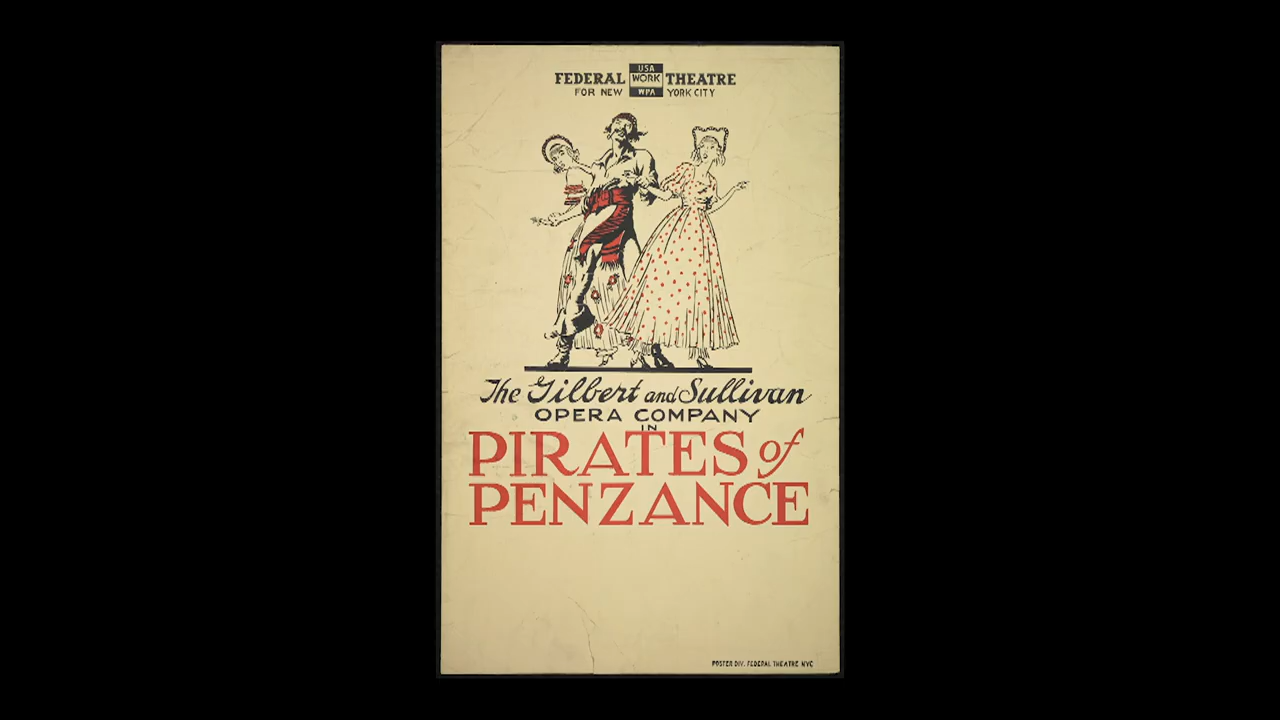 USA
FEDERAL WORK THEATRE
FOR NEW WPA YORK CITY
The Gilbert and Sullivan
OPERA COMPANY
IN
PIRATES of
PENZANCE
POSTER DIV. FEDERAL THEATRE NYC